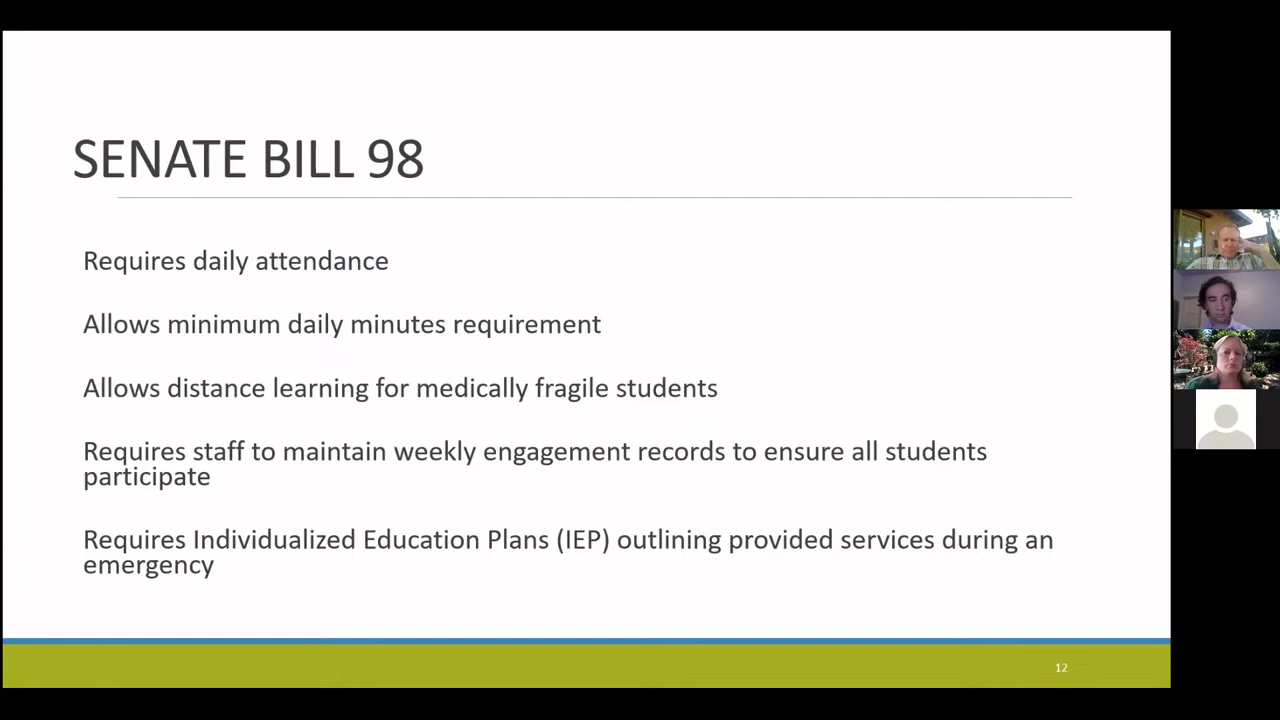 SENATE BILL 98
Requires daily attendance
Allows minimum daily minutes requirement
Allows distance learning for medically fragile students
Requires staff to maintain weekly engagement records to ensure all students
participate
Requires Individualized Education Plans (IEP) outlining provided services during an
emergency
12